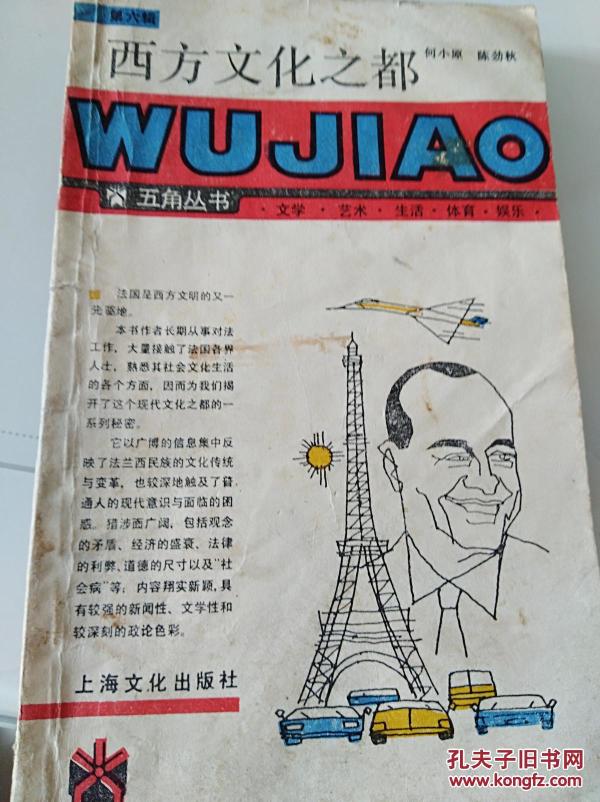 第六辑
西方文化之都 何小原 陈劲秋
WUJIAO
五角丛书
·文学·艺术·生活·体育·娱乐·
法国是西方文明的又一
先驱地。
本书作者长期从事对法
工作，大量接触了法国各界
人士，熟悉其社会文化生活
的各个方面，因而为我们揭
开了这个现代文化之都的一
系列秘密。
它以广博的信息集中反
映了法兰西民族的文化传统
与变革，也较深地触及了普
通人的现代意识与面临的困
惑。猎涉面广阔，包括观念
的矛盾、经济的盛衰、法律
的利弊、道德的尺寸以及“社
会病”等；内容翔实新颖，具
有较强的新闻性、文学性和
较深刻的政论色彩。
上海文化出版社
孔夫子旧书网
www.kongfz.com